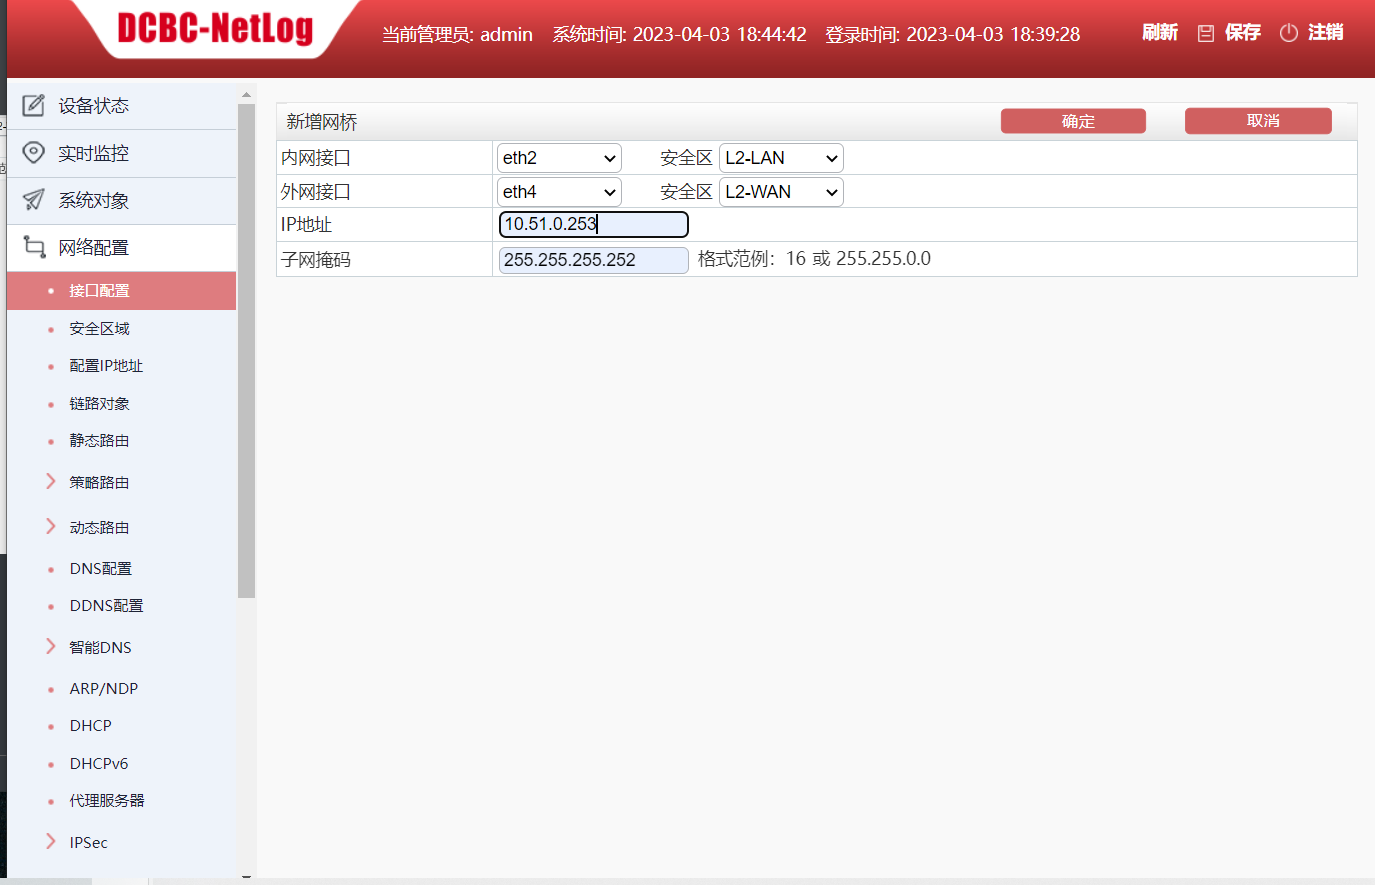 DCBC-NetLog
当前管理员: admin 系统时间: 2023-04-03 18:44:42 登录时间: 2023-04-03 18:39:28
刷新 保存 注销
设备状态
实时监控
系统对象
网络配置
接口配置
安全区域
配置IP地址
链路对象
静态路由
策略路由
动态路由
DNS配置
DDNS配置
智能DNS
ARP/NDP
DHCP
DHCPv6
代理服务器
IPSec
新增网桥 确定 取消
内网接口 eth2 安全区 L2-LAN
外网接口 eth4 安全区 L2-WAN
IP地址 10.51.0.253
子网掩码 255.255.255.252 格式范例：16 或 255.255.0.0